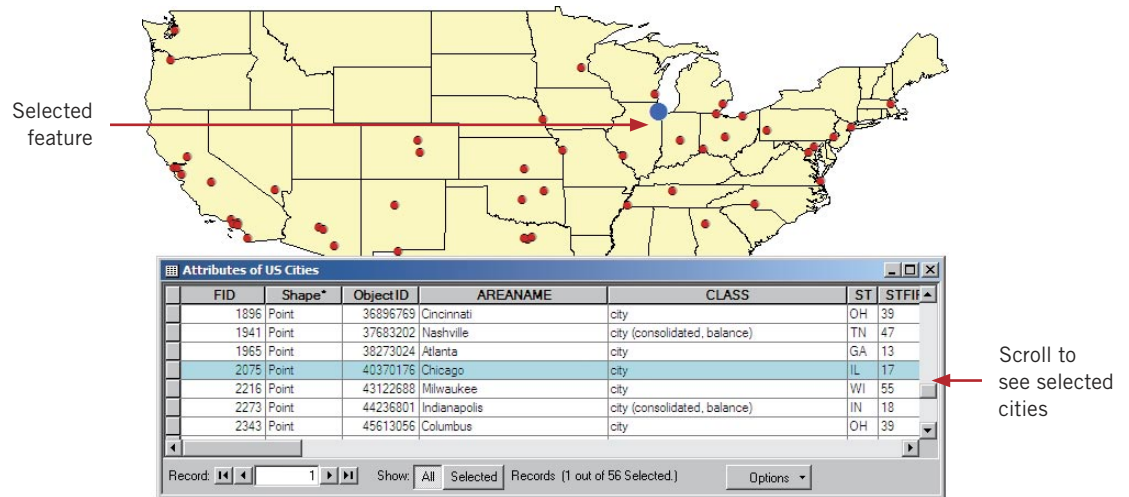 Selected
feature
Attributes of US Cities
FID Shape* Object ID AREANAME CLASS ST STFIF
1896 Point 36896769 Cincinnati city OH 39
1941 Point 37683202 Nashville city (consolidated, balance) TN 47
1965 Point 38273024 Atlanta city GA 13
2075 Point 40370176 Chicago city IL 17
2216 Point 43122688 Milwaukee city WI 55
2273 Point 44236801 Indianapolis city (consolidated, balance) IN 18
2343 Point 45613056 Columbus city OH 39
Record: 1 Show: All Selected Records (1 out of 56 Selected.) Options
Scroll to
see selected
cities